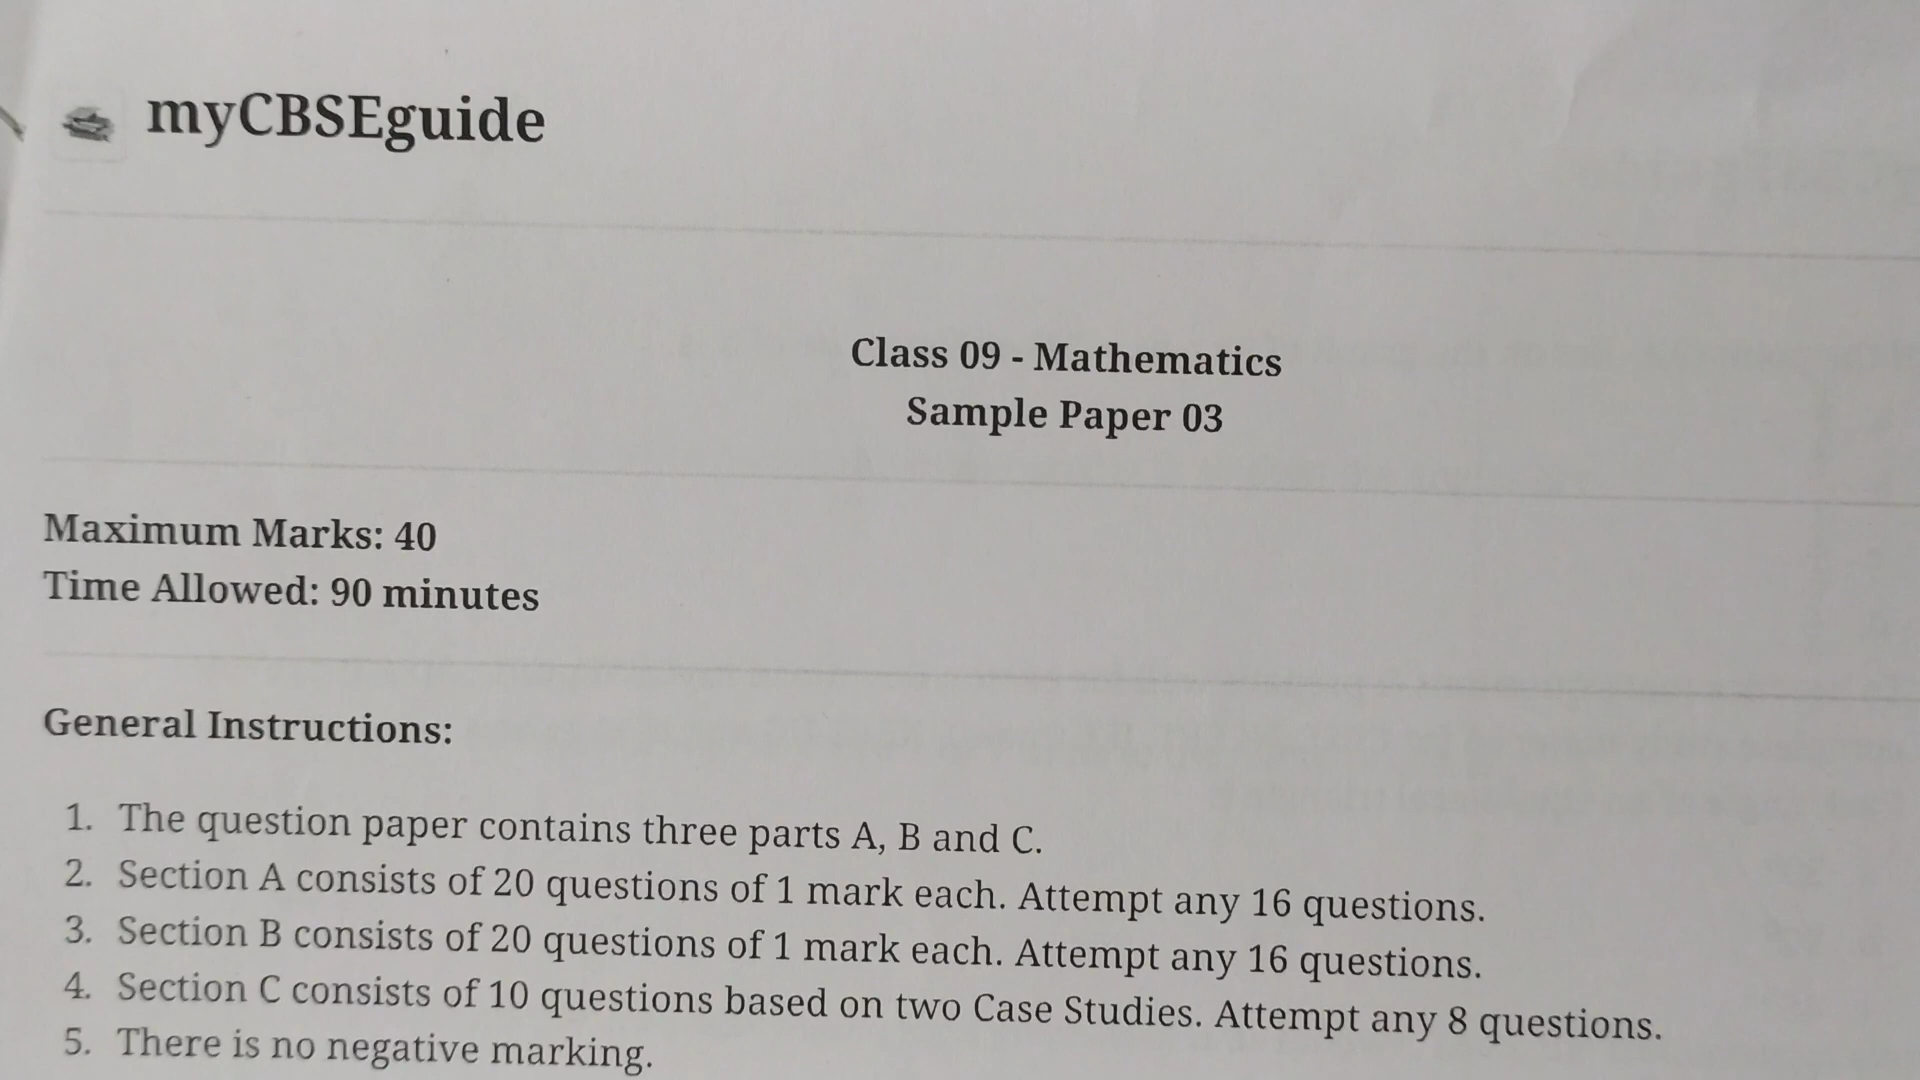 myCBSEguide
Class 09 - Mathematics
Sample Paper 03
Maximum Marks: 40
Time Allowed: 90 minutes
General Instructions:
1. The question paper contains three parts A, B and C.
2. Section A consists of 20 questions of 1 mark each. Attempt any 16 questions.
3. Section B consists of 20 questions of 1 mark each. Attempt any 16 questions.
4. Section C consists of 10 questions based on two Case Studies. Attempt any 8 questions.
5. There is no negative marking.